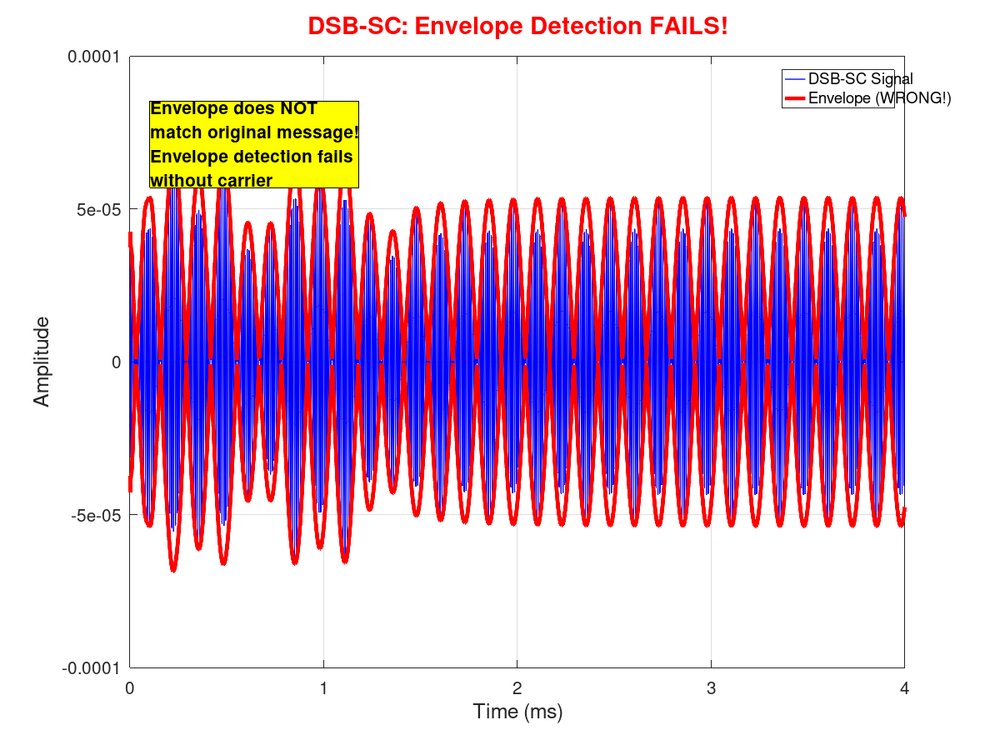 DSB-SC: Envelope Detection FAILS!
0.0001
5e-05
0
-5e-05
-0.0001
Amplitude
Envelope does NOT
match original message!
Envelope detection fails
without carrier
DSB-SC Signal
Envelope (WRONG!)
0
1
2
3
4
Time (ms)